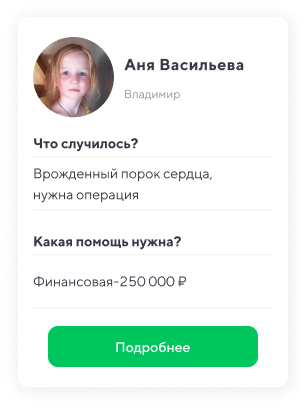 Аня Васильева
Владимир
Что случилось?
Врожденный порок сердца,
нужна операция
Какая помощь нужна?
Финансовая-250 000 ₽
Подробнее